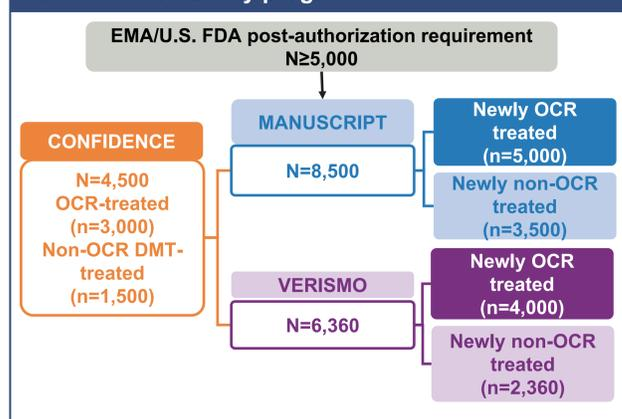 EMA/U.S. FDA post-authorization requirement
N≥5,000
CONFIDENCE
N=4,500
OCR-treated
(n=3,000)
Non-OCR DMT-
treated
(n=1,500)
MANUSCRIPT
N=8,500
Newly OCR
treated
(n=5,000)
Newly non-OCR
treated
(n=3,500)
VERISMO
N=6,360
Newly OCR
treated
(n=4,000)
Newly non-OCR
treated
(n=2,360)